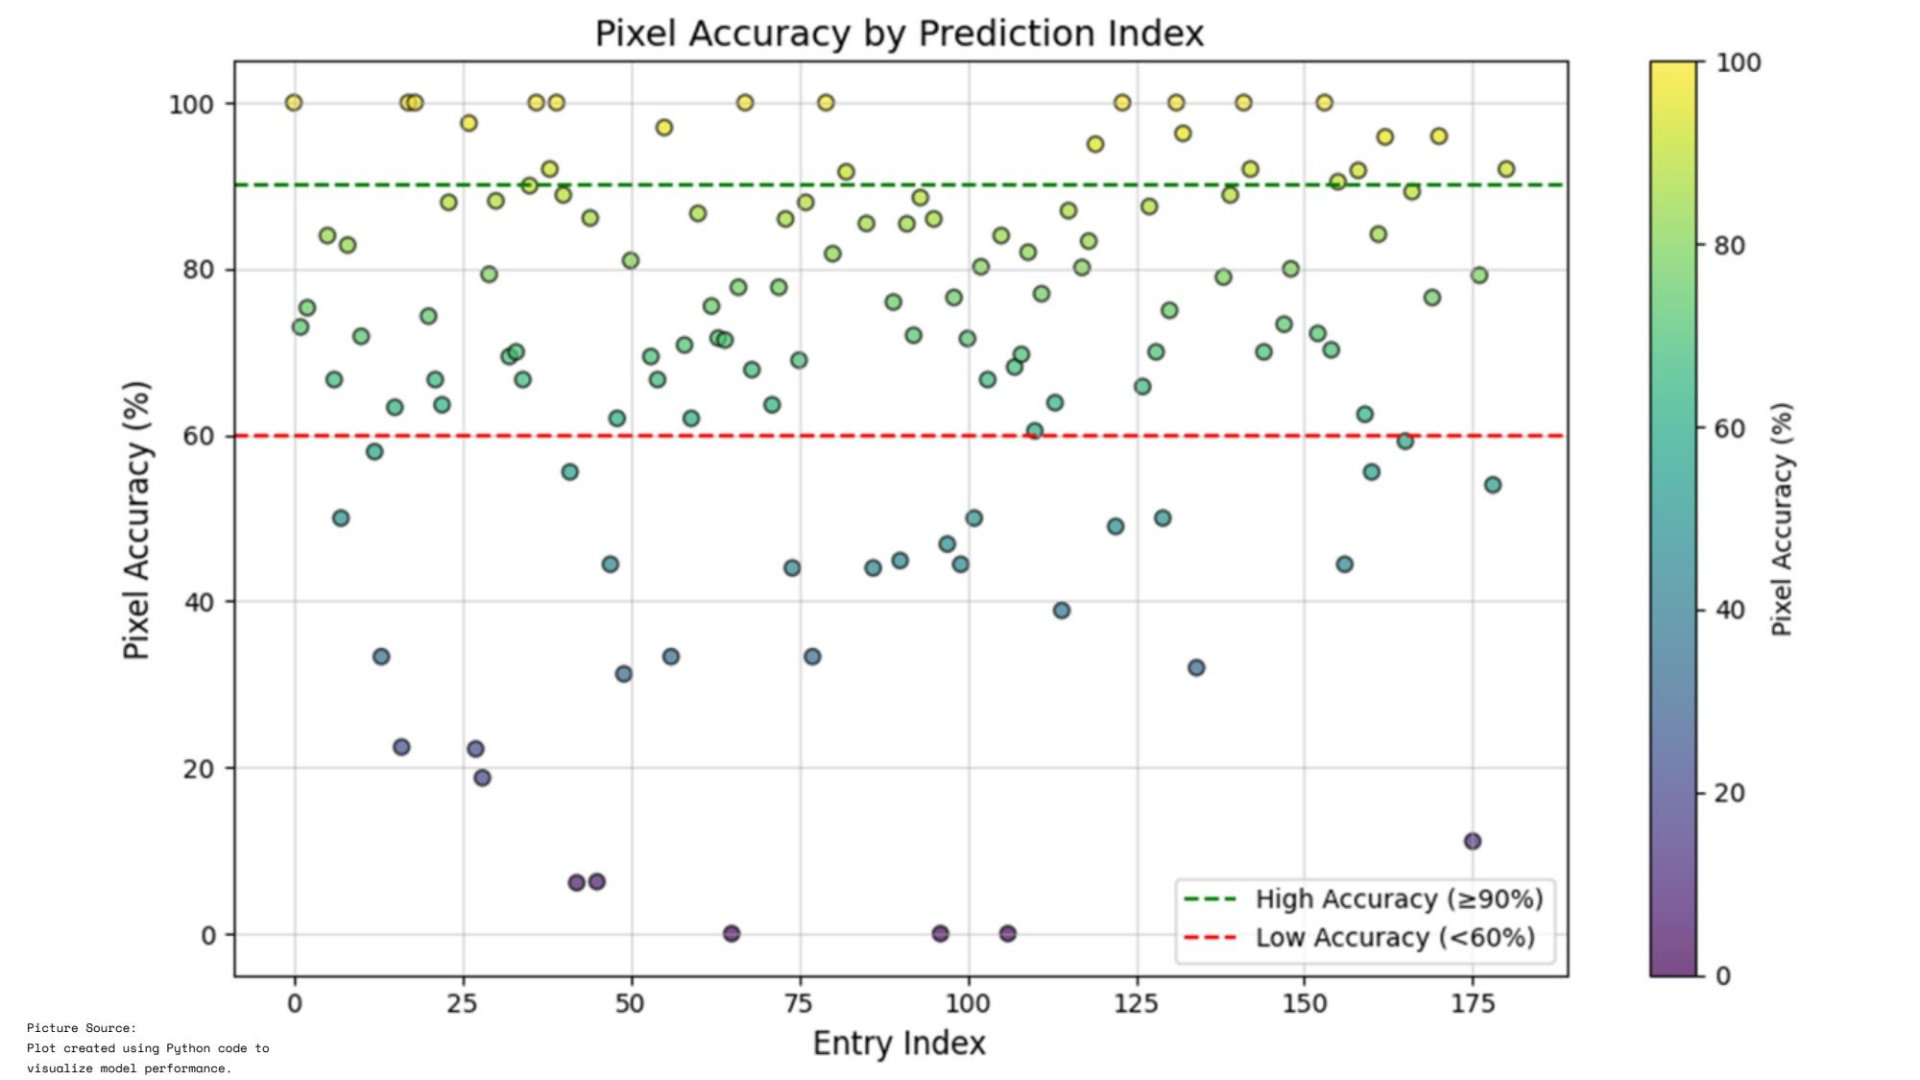 Pixel Accuracy by Prediction Index
100
80
60
40
20
0
Pixel Accuracy (%)
0 25 50 75 100 125 150 175
Entry Index
High Accuracy (≥90%)
Low Accuracy (<60%)
100
80
60
40
20
0
Pixel Accuracy (%)
Picture Source:
Plot created using Python code to
visualize model performance.